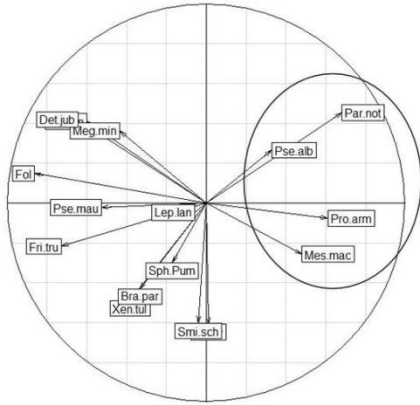 Par.not
Det.jub
Meg.min
Pse.alb
Fol
Pse.mau
Lep.lan
Pro.arm
Fri.tru
Mes.mac
Sph.Pum
Bra.par
Xen.tul
Smi.sch